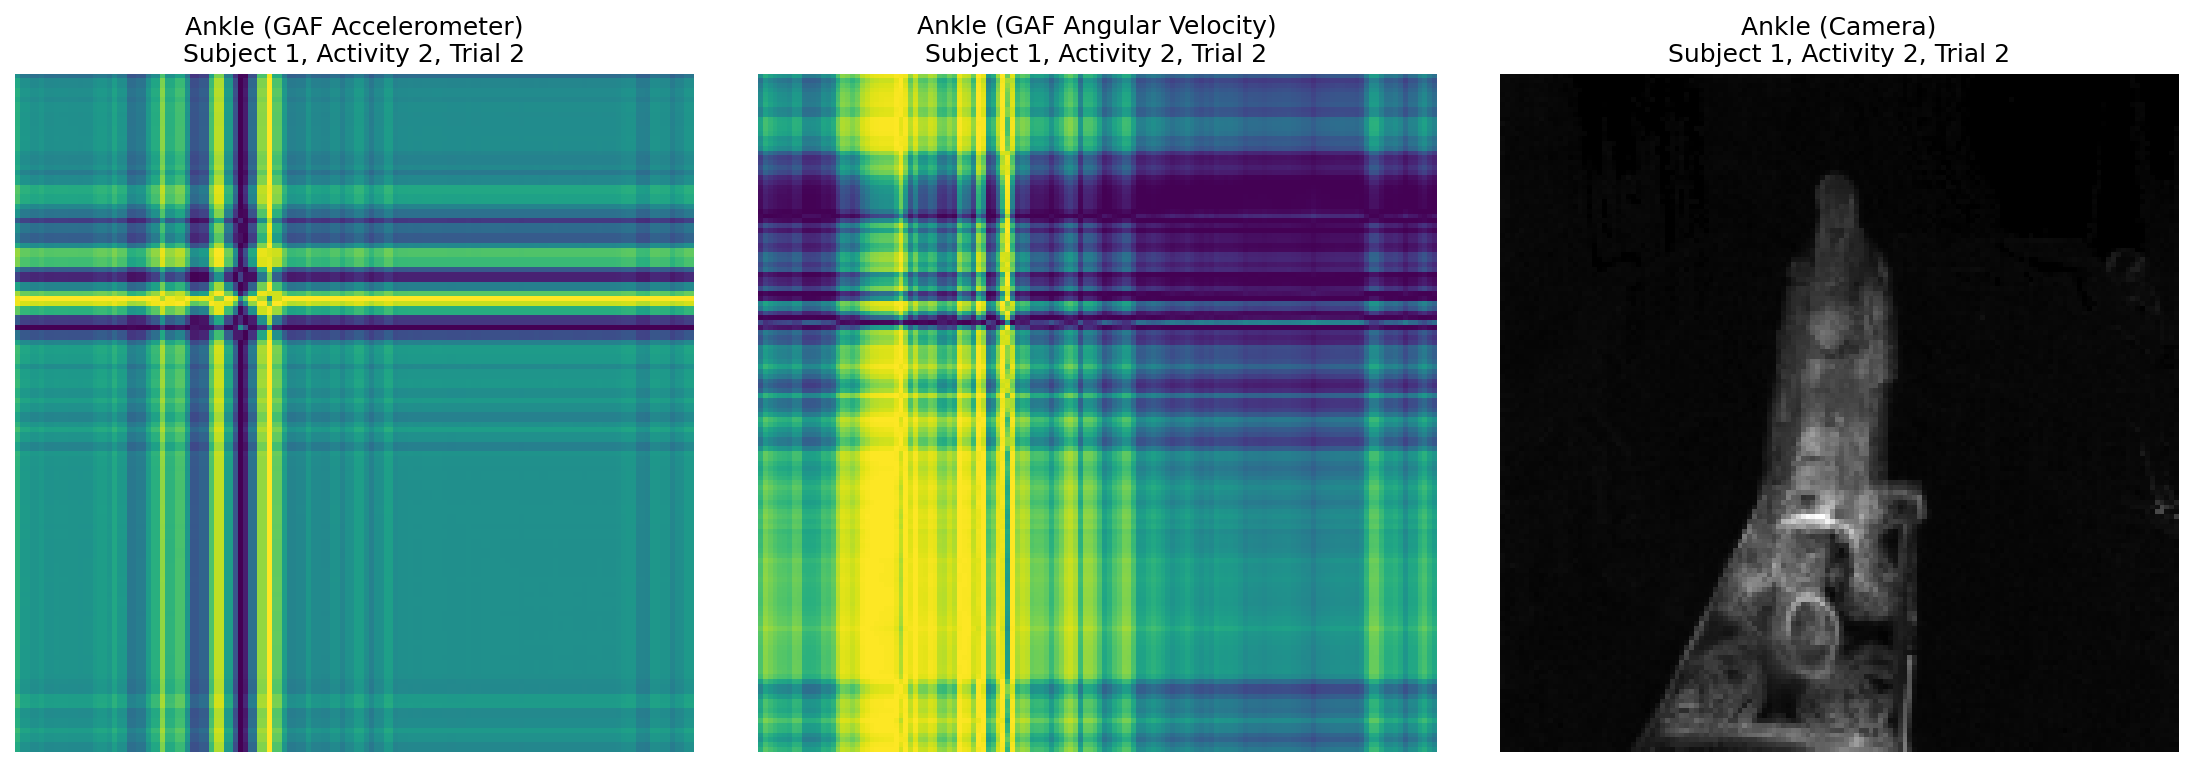 Ankle (GAF Accelerometer)
Subject 1, Activity 2, Trial 2
Ankle (GAF Angular Velocity)
Subject 1, Activity 2, Trial 2
Ankle (Camera)
Subject 1, Activity 2, Trial 2